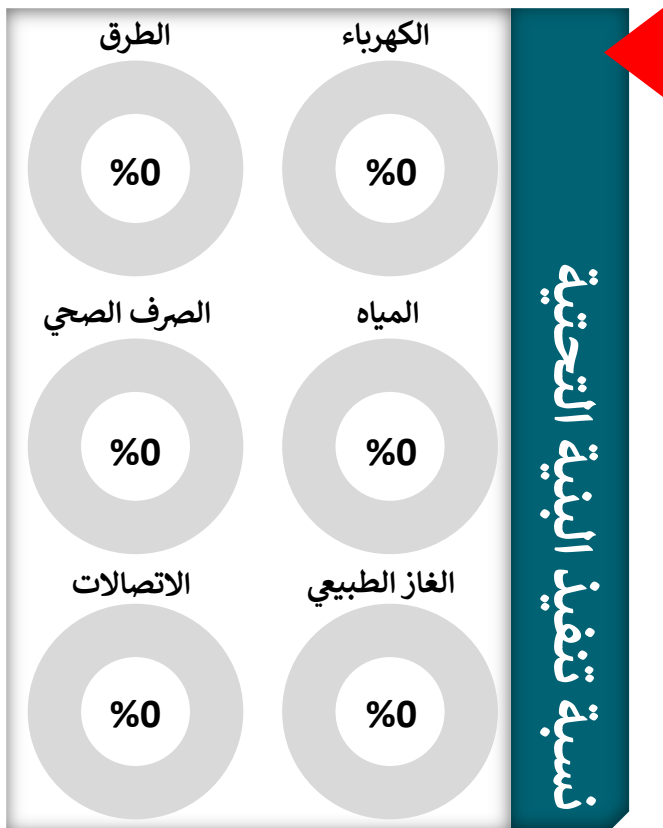 نسبة تنفيذ البنية التحتية
الكهرباء
%0
الطرق
%0
المياه
%0
الصرف الصحي
%0
الغاز الطبيعي
%0
الاتصالات
%0